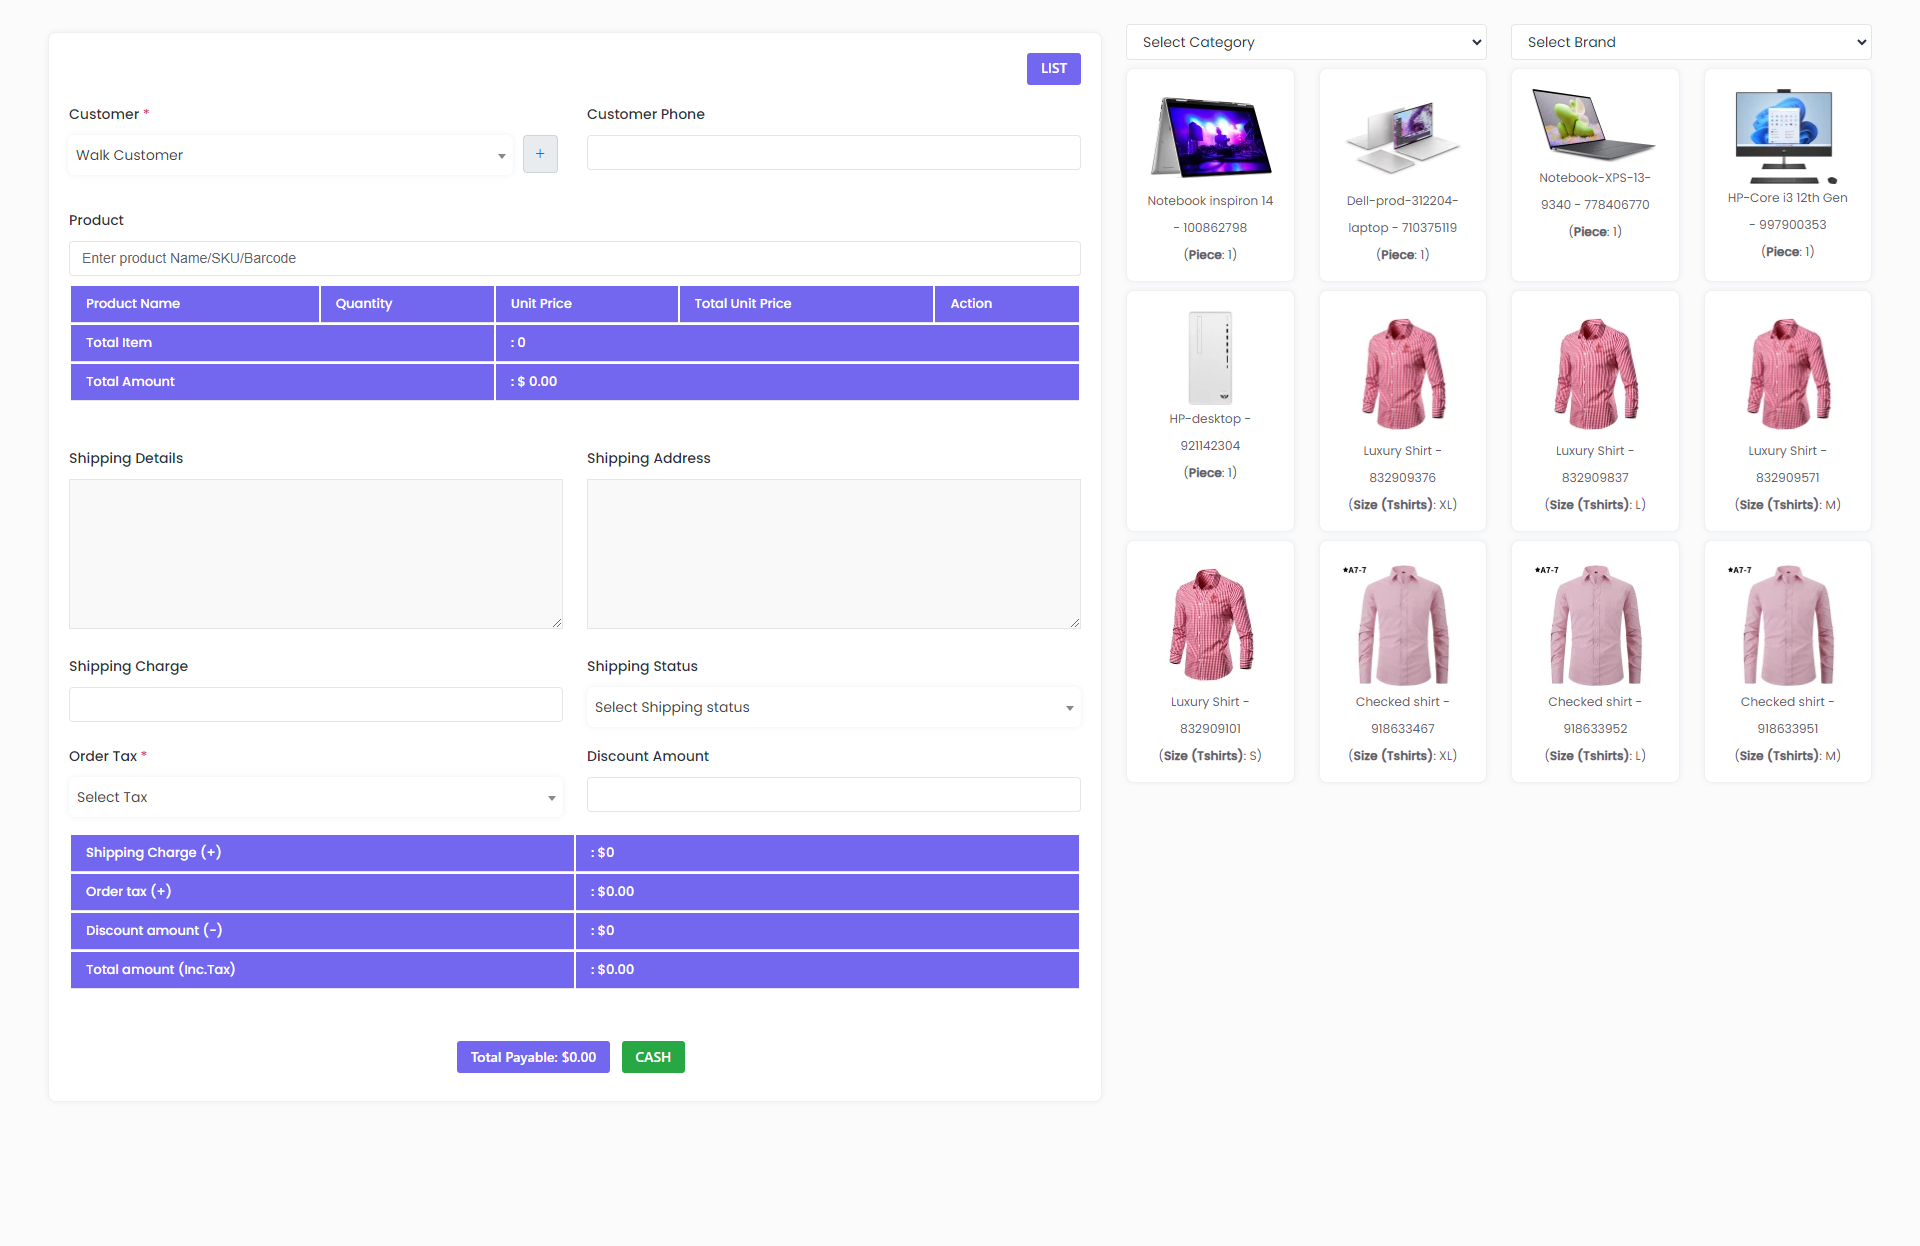 LIST
Customer *
Customer Phone
Walk Customer
+
Product
Enter product Name/SKU/Barcode
Product Name Quantity Unit Price Total Unit Price Action
Total Item : 0
Total Amount : $ 0.00
Shipping Details
Shipping Address
Shipping Charge
Shipping Status
Select Shipping status
Order Tax *
Discount Amount
Select Tax
Shipping Charge (+) : $0
Order tax (+) : $0.00
Discount amount (-) : $0
Total amount (Inc.Tax) : $0.00
Total Payable: $0.00
CASH
Select Category
Select Brand
Notebook inspiron 14
- 100862798
(Piece: 1)
Dell-prod-312204-
laptop - 710375119
(Piece: 1)
Notebook-XPS-13-
9340 - 778406770
(Piece: 1)
HP-Core i3 12th Gen
- 997900353
(Piece: 1)
HP-desktop -
921142304
(Piece: 1)
Luxury Shirt -
832909376
(Size (Tshirts): XL)
Luxury Shirt -
832909837
(Size (Tshirts): L)
Luxury Shirt -
832909571
(Size (Tshirts): M)
Luxury Shirt -
832909101
(Size (Tshirts): S)
★A7-7
Checked shirt -
918633467
(Size (Tshirts): XL)
★A7-7
Checked shirt -
918633952
(Size (Tshirts): L)
★A7-7
Checked shirt -
918633951
(Size (Tshirts): M)